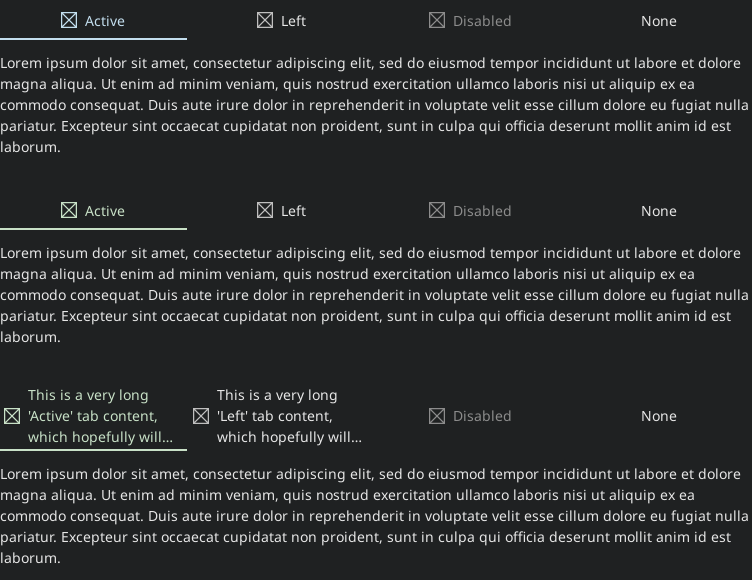 Active Left Disabled None
Lorem ipsum dolor sit amet, consectetur adipiscing elit, sed do eiusmod tempor incididunt ut labore et dolore
magna aliqua. Ut enim ad minim veniam, quis nostrud exercitation ullamco laboris nisi ut aliquip ex ea
commodo consequat. Duis aute irure dolor in reprehenderit in voluptate velit esse cillum dolore eu fugiat nulla
pariatur. Excepteur sint occaecat cupidatat non proident, sunt in culpa qui officia deserunt mollit anim id est
laborum.
Active Left Disabled None
Lorem ipsum dolor sit amet, consectetur adipiscing elit, sed do eiusmod tempor incididunt ut labore et dolore
magna aliqua. Ut enim ad minim veniam, quis nostrud exercitation ullamco laboris nisi ut aliquip ex ea
commodo consequat. Duis aute irure dolor in reprehenderit in voluptate velit esse cillum dolore eu fugiat nulla
pariatur. Excepteur sint occaecat cupidatat non proident, sunt in culpa qui officia deserunt mollit anim id est
laborum.
This is a very long
'Active' tab content,
which hopefully will...
This is a very long
'Left' tab content,
which hopefully will...
Disabled
None
Lorem ipsum dolor sit amet, consectetur adipiscing elit, sed do eiusmod tempor incididunt ut labore et dolore
magna aliqua. Ut enim ad minim veniam, quis nostrud exercitation ullamco laboris nisi ut aliquip ex ea
commodo consequat. Duis aute irure dolor in reprehenderit in voluptate velit esse cillum dolore eu fugiat nulla
pariatur. Excepteur sint occaecat cupidatat non proident, sunt in culpa qui officia deserunt mollit anim id est
laborum.